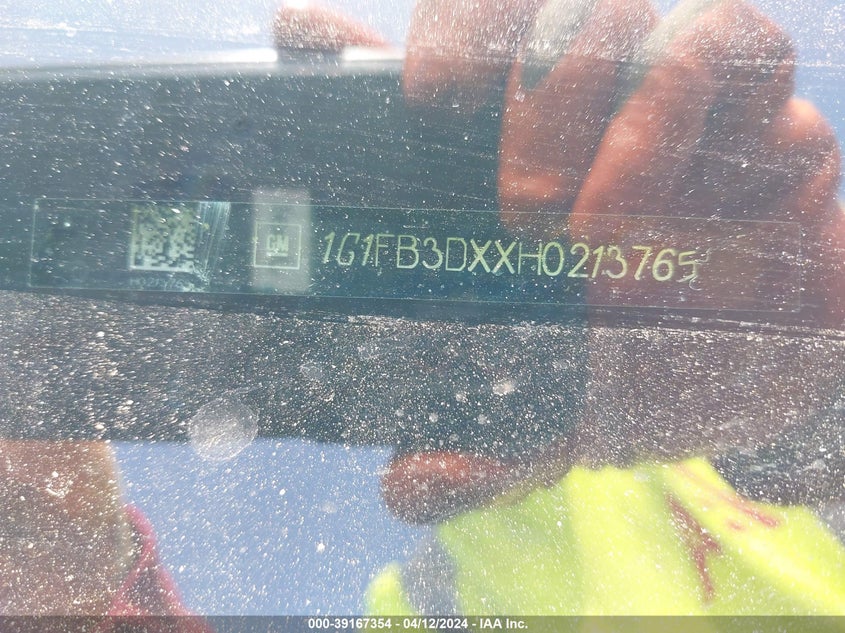 GM 1G1FB3DXXH0213765
000-39167354 - 04/12/2024 - IAA Inc.